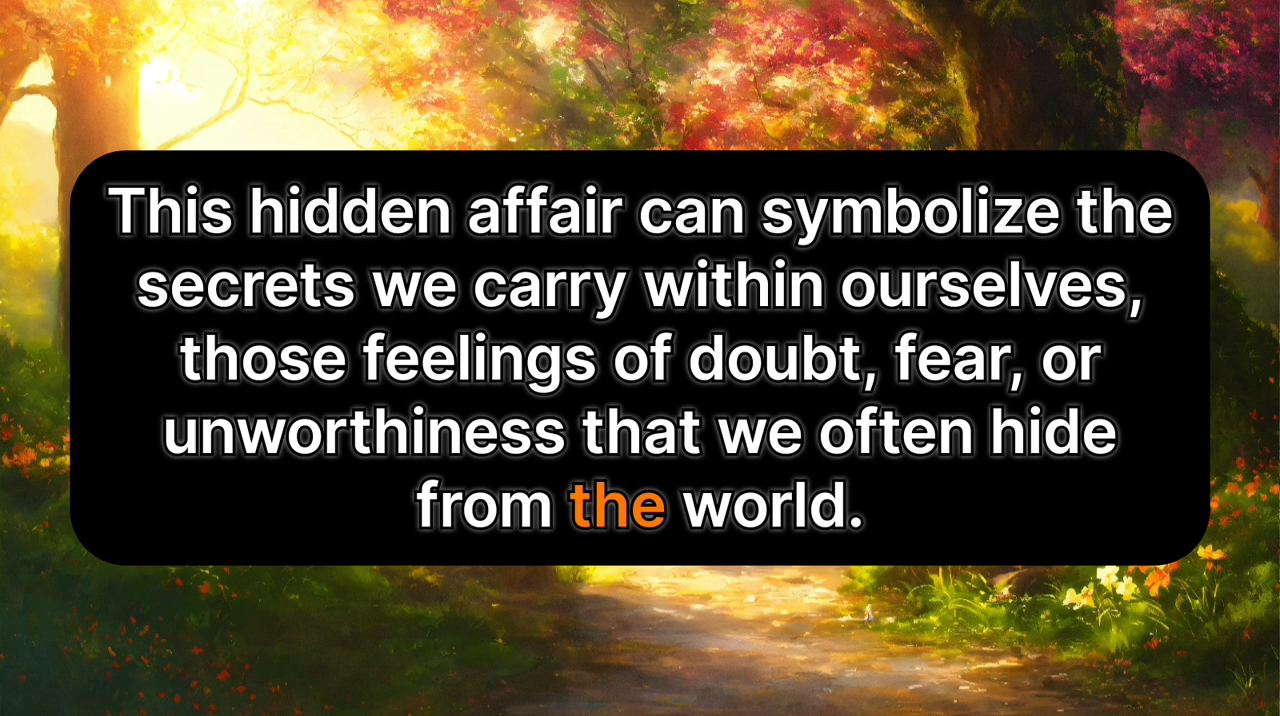 This hidden affair can symbolize the
secrets we carry within ourselves,
those feelings of doubt, fear, or
unworthiness that we often hide
from the world.